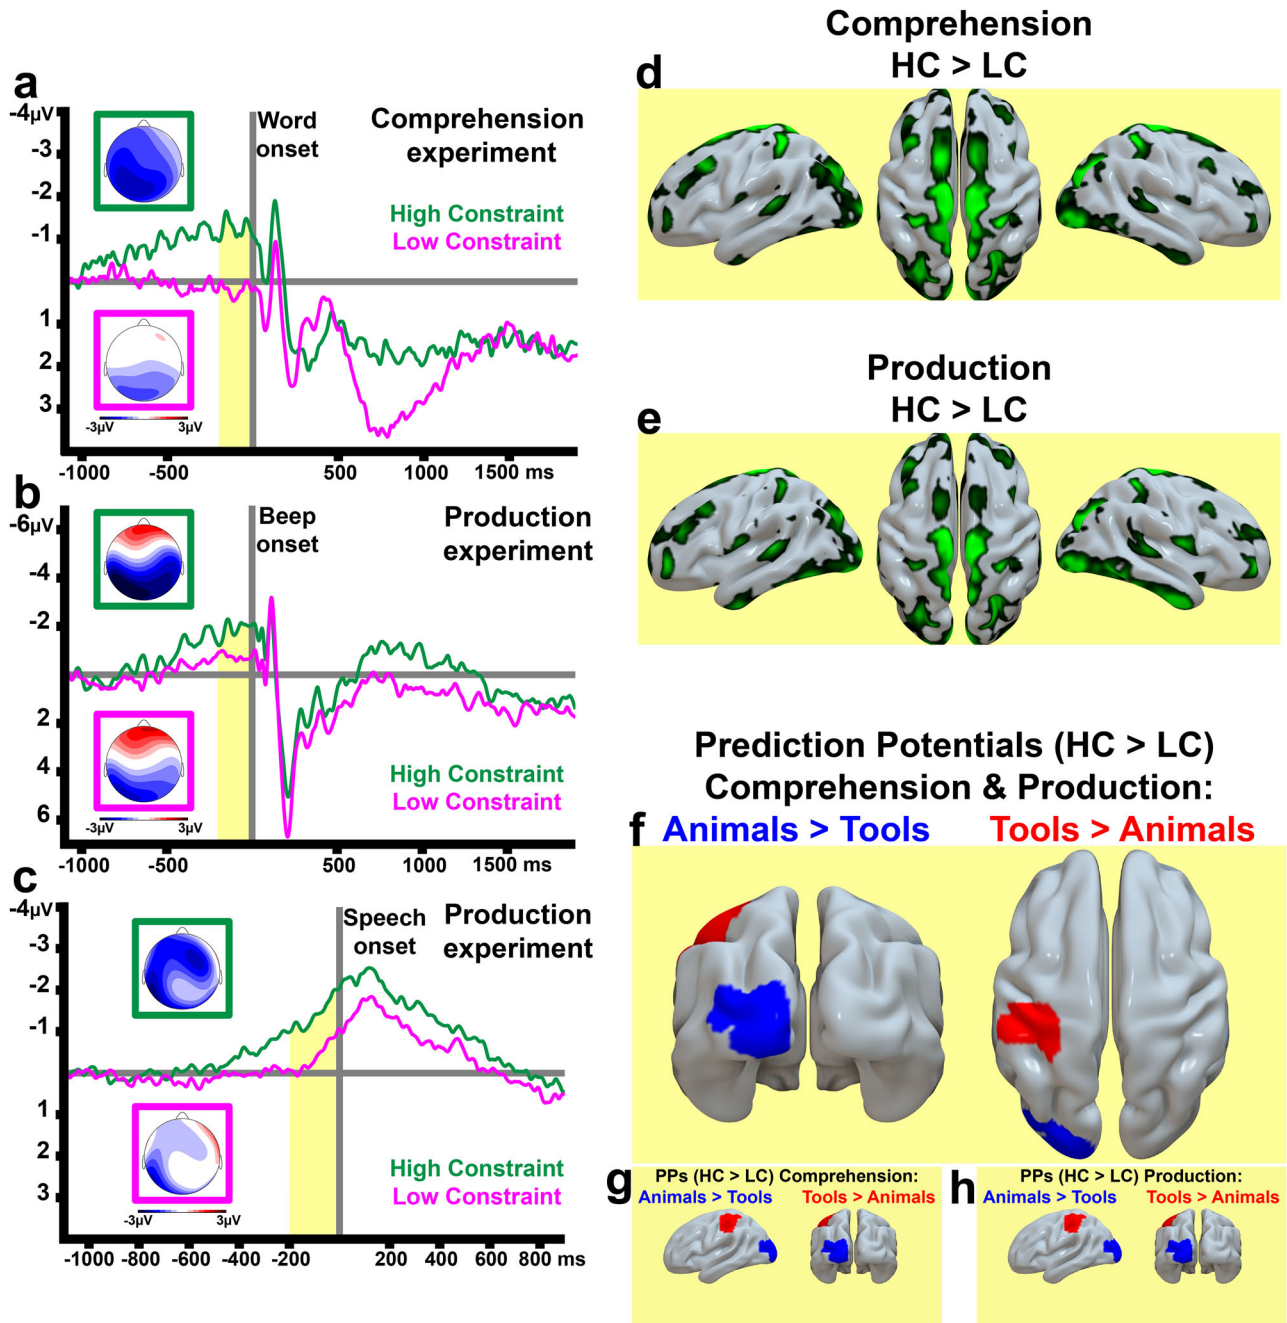 a
-4µV
-3
-2
-1
1
2
3
Word
onset
Comprehension
experiment
High Constraint
Low Constraint
-3µV 3µV
-1000 -500 500 1000 1500 ms
b
-6µV
-4
-2
2
4
6
Beep
onset
Production
experiment
High Constraint
Low Constraint
-3µV 3µV
-1000 -500 500 1000 1500 ms
c
-4µV
-3
-2
-1
1
2
3
Speech
onset
Production
experiment
High Constraint
Low Constraint
-3µV 3µV
-1000 -800 -600 -400 -200 200 400 600 800 ms
Comprehension
d HC > LC
Production
e HC > LC
Prediction Potentials (HC > LC)
Comprehension & Production:
f Animals > Tools Tools > Animals
g PPs (HC > LC) Comprehension:
Animals > Tools Tools > Animals
h PPs (HC > LC) Production:
Animals > Tools Tools > Animals